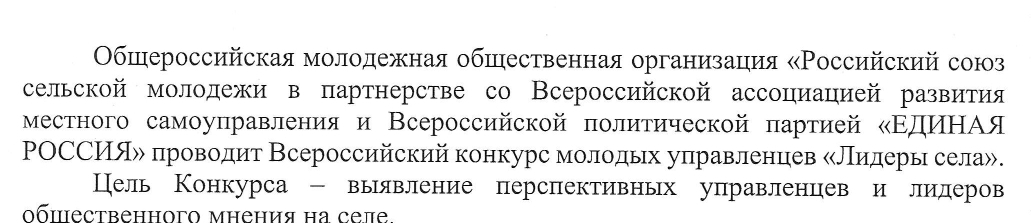 Общероссийская молодежная общественная организация «Российский союз
сельской молодежи в партнерстве со Всероссийской ассоциацией развития
местного самоуправления и Всероссийской политической партией «ЕДИНАЯ
РОССИЯ» проводит Всероссийский конкурс молодых управленцев «Лидеры села».
Цель Конкурса – выявление перспективных управленцев и лидеров
общественного мнения на селе.